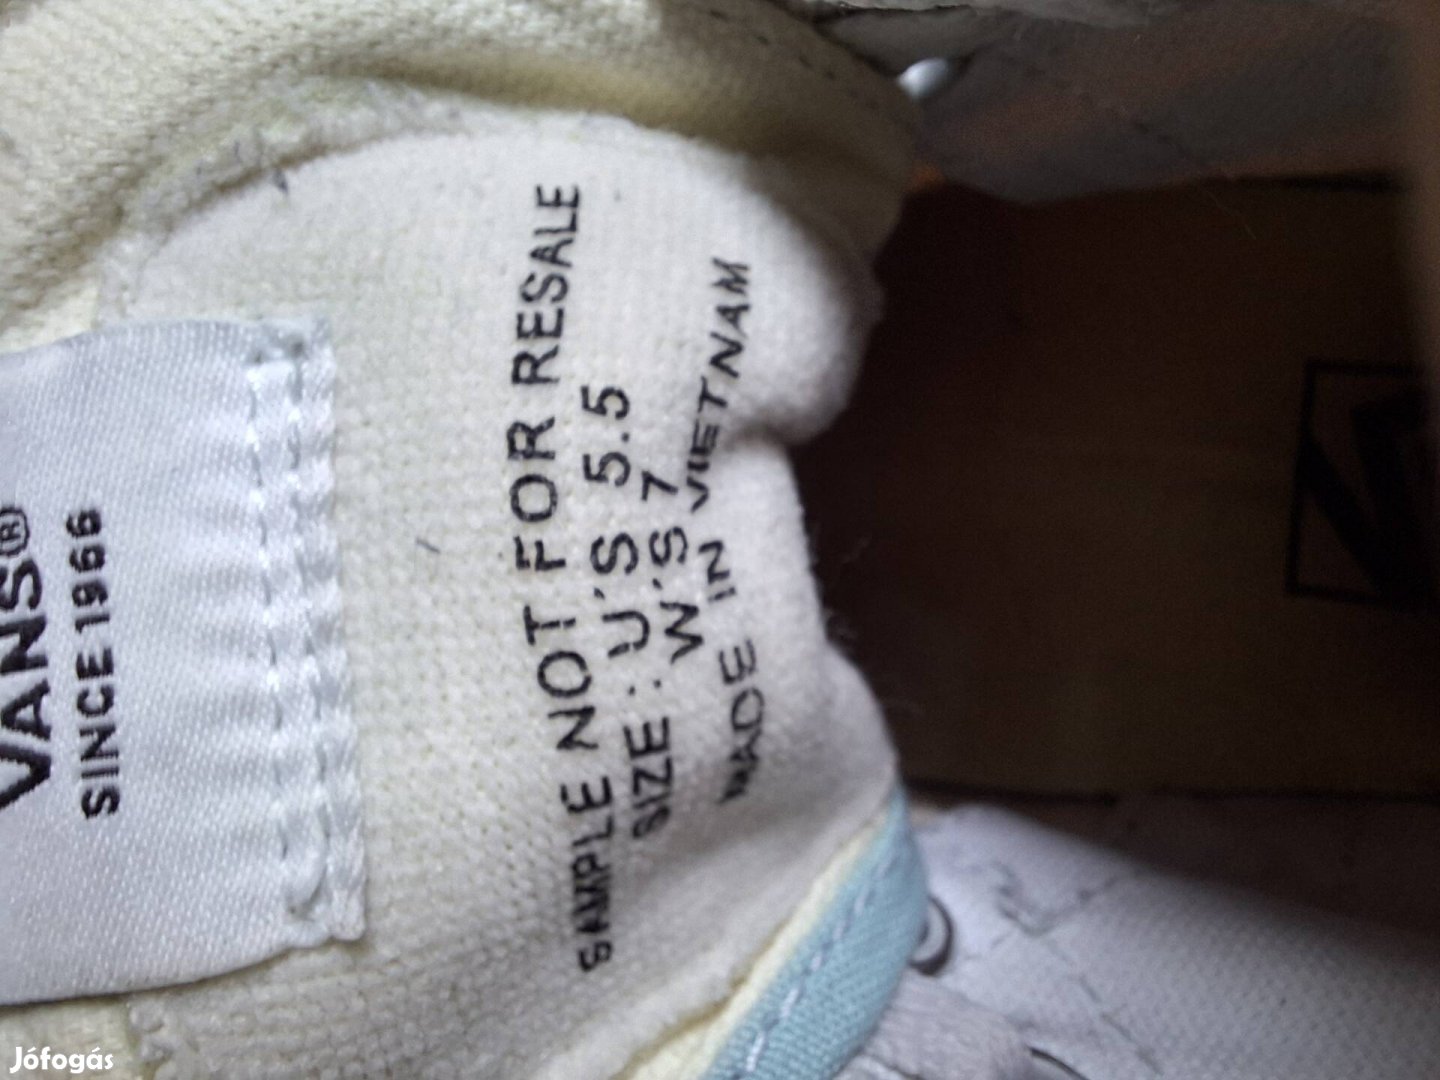 VANS®
SINCE 1966
SAMPLE NOT FOR RESALE
SIZE : U'S 5.5
W'S 7
MADE IN VIETNAM
Jófogás